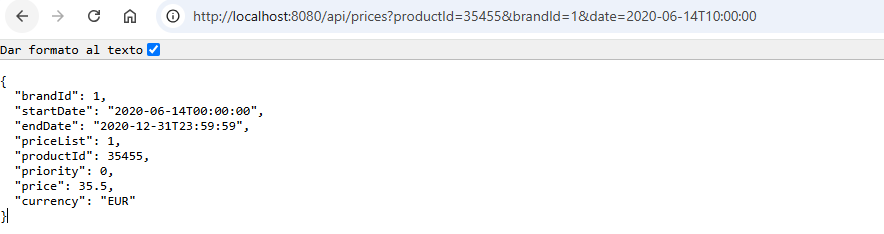 http://localhost:8080/api/prices?productId=35455&brandId=1&date=2020-06-14T10:00:00
Dar formato al texto
{
  "brandId": 1,
  "startDate": "2020-06-14T00:00:00",
  "endDate": "2020-12-31T23:59:59",
  "priceList": 1,
  "productId": 35455,
  "priority": 0,
  "price": 35.5,
  "currency": "EUR"
}